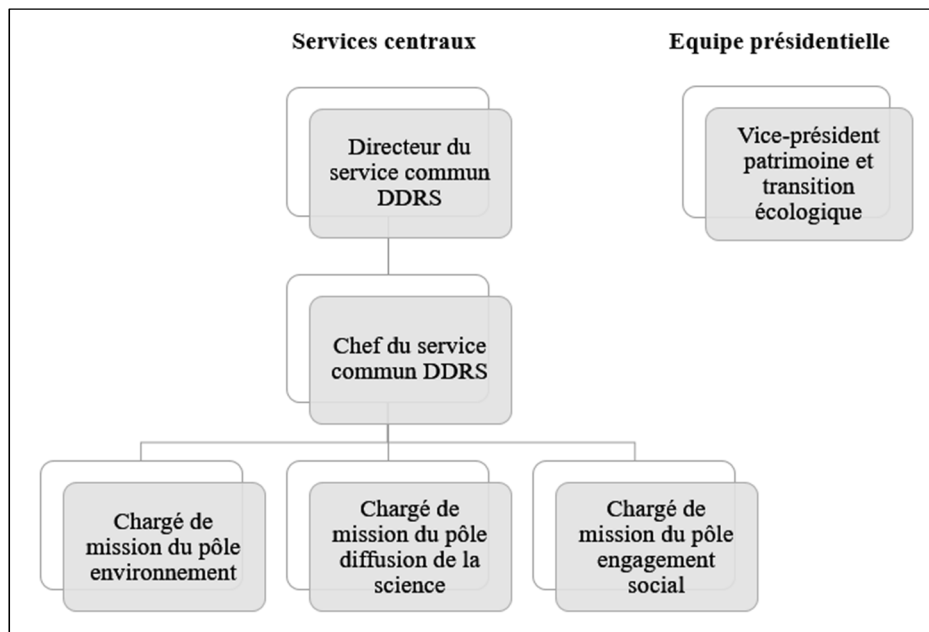 Services centraux
Equipe présidentielle
Directeur du
service commun
DDRS
Vice-président
patrimoine et
transition
écologique
Chef du service
commun DDRS
Chargé de
mission du pôle
environnement
Chargé de
mission du pôle
diffusion de la
science
Chargé de
mission du pôle
engagement
social